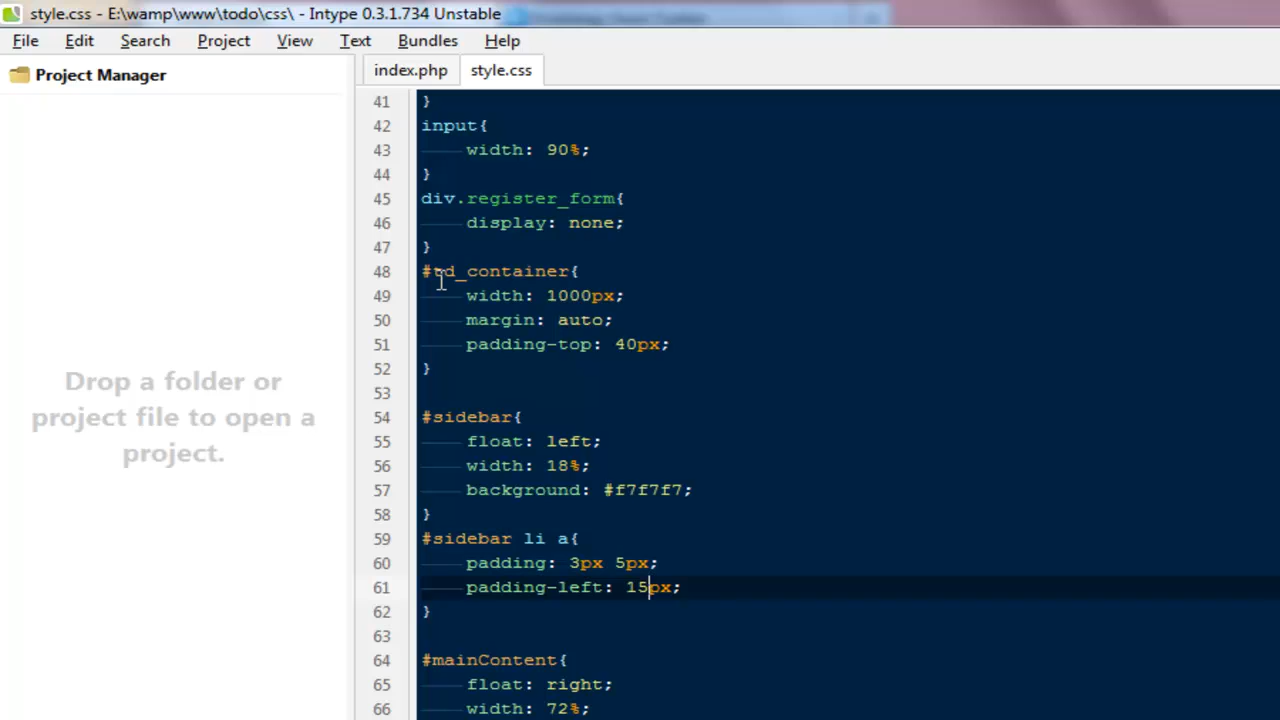 style.css - E:\wamp\www\todo\css\ - Intype 0.3.1.734 Unstable
File Edit Search Project View Text Bundles Help
Project Manager
index.php style.css
Drop a folder or
project file to open a
project.
41 }
42 input{
43 width: 90%;
44 }
45 div.register_form{
46 display: none;
47 }
48 #td_container{
49 width: 1000px;
50 margin: auto;
51 padding-top: 40px;
52 }
53
54 #sidebar{
55 float: left;
56 width: 18%;
57 background: #f7f7f7;
58 }
59 #sidebar li a{
60 padding: 3px 5px;
61 padding-left: 15px;
62 }
63
64 #mainContent{
65 float: right;
66 width: 72%;